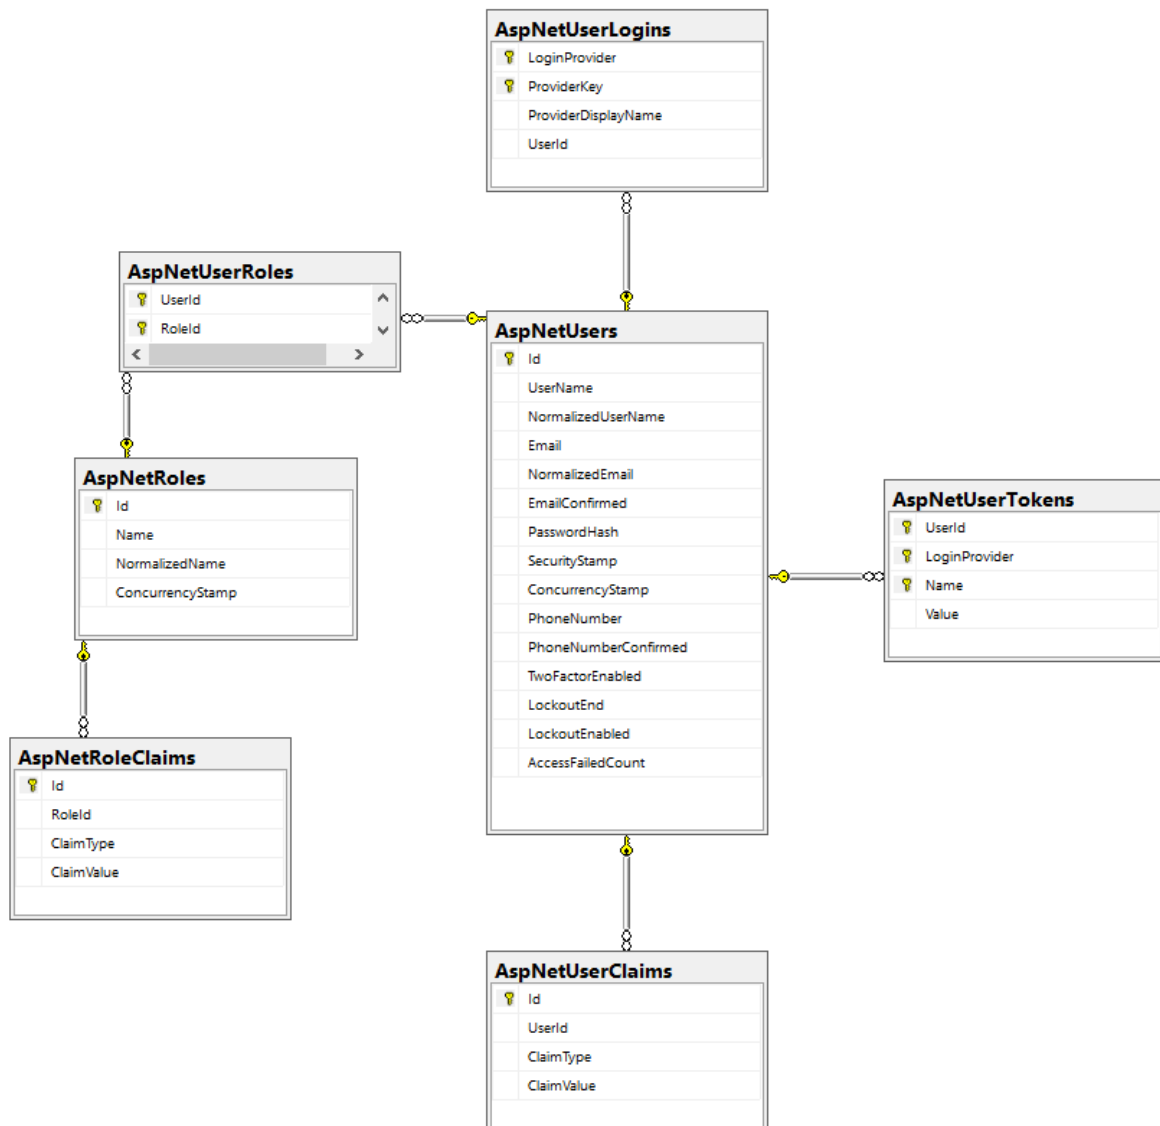 AspNetUserLogins
LoginProvider
ProviderKey
ProviderDisplayName
UserId
AspNetUserRoles
UserId
RoleId
AspNetUsers
Id
UserName
NormalizedUserName
Email
NormalizedEmail
EmailConfirmed
PasswordHash
SecurityStamp
ConcurrencyStamp
PhoneNumber
PhoneNumberConfirmed
TwoFactorEnabled
LockoutEnd
LockoutEnabled
AccessFailedCount
AspNetRoles
Id
Name
NormalizedName
ConcurrencyStamp
AspNetUserTokens
UserId
LoginProvider
Name
Value
AspNetRoleClaims
Id
RoleId
ClaimType
ClaimValue
AspNetUserClaims
Id
UserId
ClaimType
ClaimValue